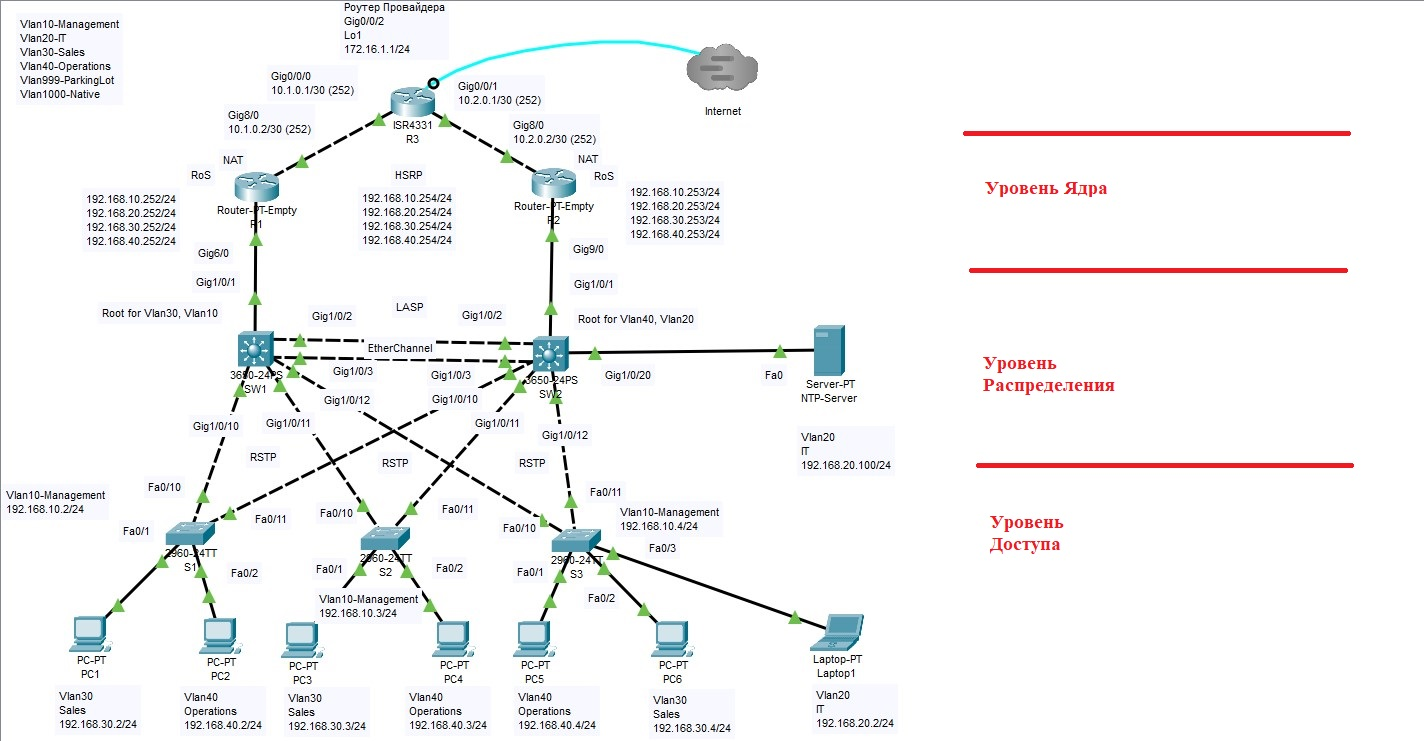 Роутер Провайдера
Gig0/0/2
Lo1
172.16.1.1/24
Vlan10-Management
Vlan20-IT
Vlan30-Sales
Vlan40-Operations
Vlan999-ParkingLot
Vlan1000-Native
Gig0/0/0
10.1.0.1/30 (252)
Gig0/0/1
10.2.0.1/30 (252)
Internet
ISR4331
R3
Gig8/0
10.1.0.2/30 (252)
Gig8/0
10.2.0.2/30 (252)
NAT
RoS
HSRP
NAT
RoS
Уровень Ядра
192.168.10.252/24
192.168.20.252/24
192.168.30.252/24
192.168.40.252/24
Router-PT-Empty
R1
192.168.10.254/24
192.168.20.254/24
192.168.30.254/24
192.168.40.254/24
Router-PT-Empty
R2
192.168.10.253/24
192.168.20.253/24
192.168.30.253/24
192.168.40.253/24
Gig6/0
Gig9/0
Gig1/0/1
Gig1/0/1
Root for Vlan30, Vlan10
LASP
Root for Vlan40, Vlan20
Gig1/0/2
Gig1/0/2
EtherChannel
3650-24PS
SW1
Gig1/0/3
Gig1/0/3
3650-24PS
SW2
Gig1/0/20
Fa0
Server-PT
NTP-Server
Уровень
Распределения
Gig1/0/12
Gig1/0/10
Gig1/0/10
Gig1/0/11
Gig1/0/11
Gig1/0/12
Vlan20
IT
192.168.20.100/24
RSTP
RSTP
RSTP
Vlan10-Management
192.168.10.2/24
Fa0/10
Fa0/1
Fa0/11
Fa0/10
Fa0/11
Fa0/10
Fa0/11
Vlan10-Management
192.168.10.4/24
Уровень
Доступа
2960-24TT
S1
2960-24TT
S2
2960-24TT
S3
Fa0/3
Fa0/2
Fa0/1
Fa0/2
Fa0/1
Fa0/2
Vlan10-Management
192.168.10.3/24
PC-PT
PC1
PC-PT
PC2
PC-PT
PC3
PC-PT
PC4
PC-PT
PC5
PC-PT
PC6
Laptop-PT
Laptop1
Vlan30
Sales
192.168.30.2/24
Vlan40
Operations
192.168.40.2/24
Vlan30
Sales
192.168.30.3/24
Vlan40
Operations
192.168.40.3/24
Vlan40
Operations
192.168.40.4/24
Vlan30
Sales
192.168.30.4/24
Vlan20
IT
192.168.20.2/24